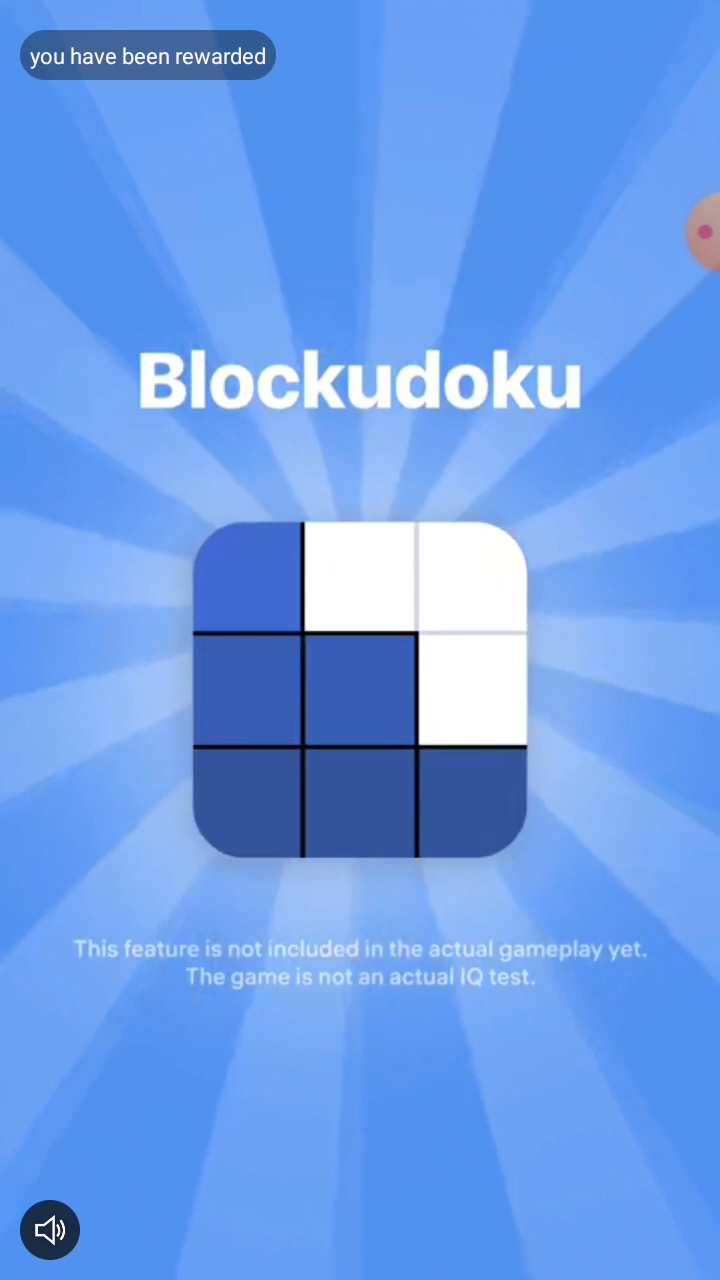 you have been rewarded
Blockudoku
This feature is not included in the actual gameplay yet.
The game is not an actual IQ test.